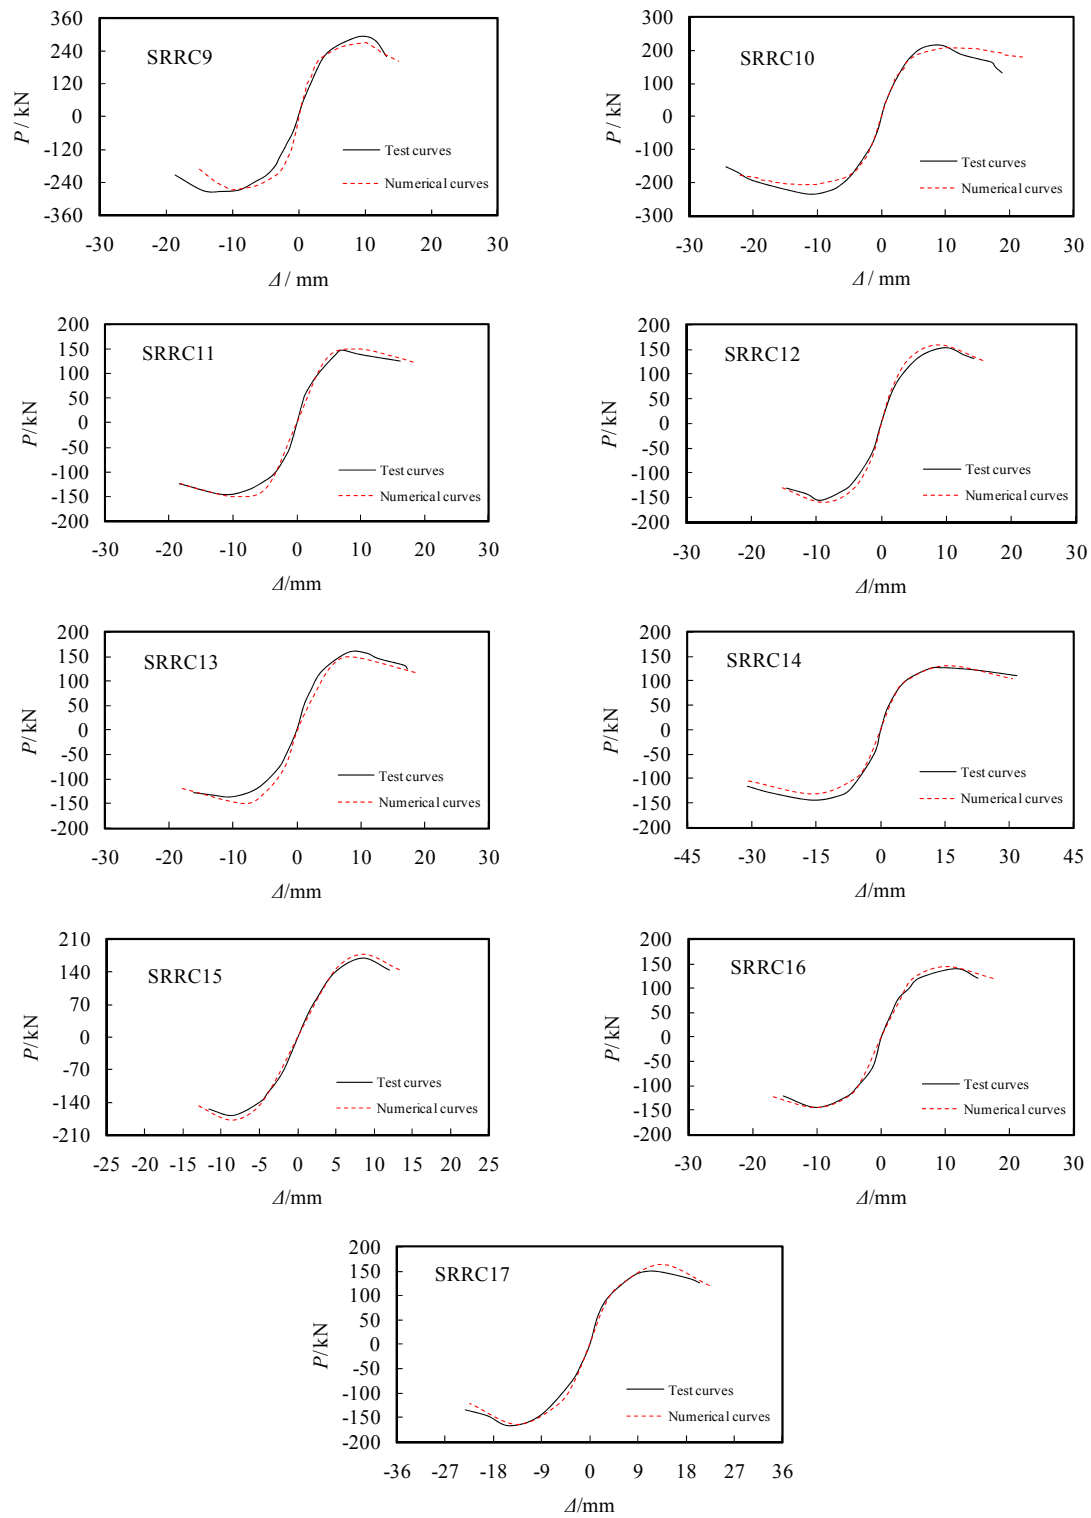 360
240
120
0
-120
-240
-360
P / kN
SRRC9
Test curves
Numerical curves
-30 -20 -10 0 10 20 30
Δ / mm
300
200
100
0
-100
-200
-300
P / kN
SRRC10
Test curves
Numerical curves
-30 -20 -10 0 10 20 30
Δ / mm
200
150
100
50
0
-50
-100
-150
-200
P/kN
SRRC11
Test curves
Numerical curves
-30 -20 -10 0 10 20 30
Δ/mm
200
150
100
50
0
-50
-100
-150
-200
P/kN
SRRC12
Test curves
Numerical curves
-30 -20 -10 0 10 20 30
Δ/mm
200
150
100
50
0
-50
-100
-150
-200
P/kN
SRRC13
Test curves
Numerical curves
-30 -20 -10 0 10 20 30
Δ/mm
200
150
100
50
0
-50
-100
-150
-200
P/kN
SRRC14
Test curves
Numerical curves
-45 -30 -15 0 15 30 45
Δ/mm
210
140
70
0
-70
-140
-210
P/kN
SRRC15
Test curves
Numerical curves
-25 -20 -15 -10 -5 0 5 10 15 20 25
Δ/mm
200
150
100
50
0
-50
-100
-150
-200
P/kN
SRRC16
Test curves
Numerical curves
-30 -20 -10 0 10 20 30
Δ/mm
200
150
100
50
0
-50
-100
-150
-200
P/kN
SRRC17
Test curves
Numerical curves
-36 -27 -18 -9 0 9 18 27 36
Δ/mm